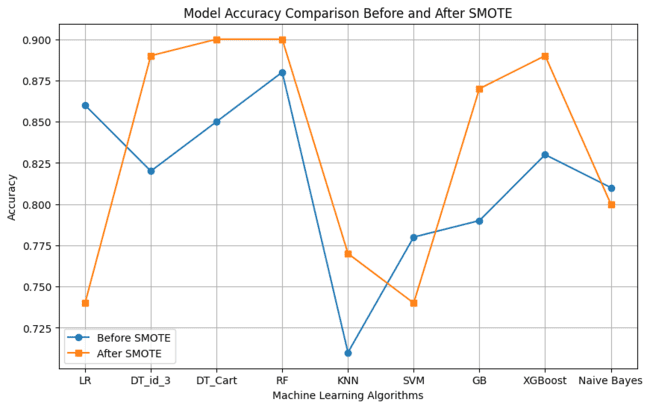 Model Accuracy Comparison Before and After SMOTE
0.900
0.875
0.850
0.825
0.800
0.775
0.750
0.725
Accuracy
Before SMOTE
After SMOTE
LR DT_id_3 DT_Cart RF KNN SVM GB XGBoost Naive Bayes
Machine Learning Algorithms